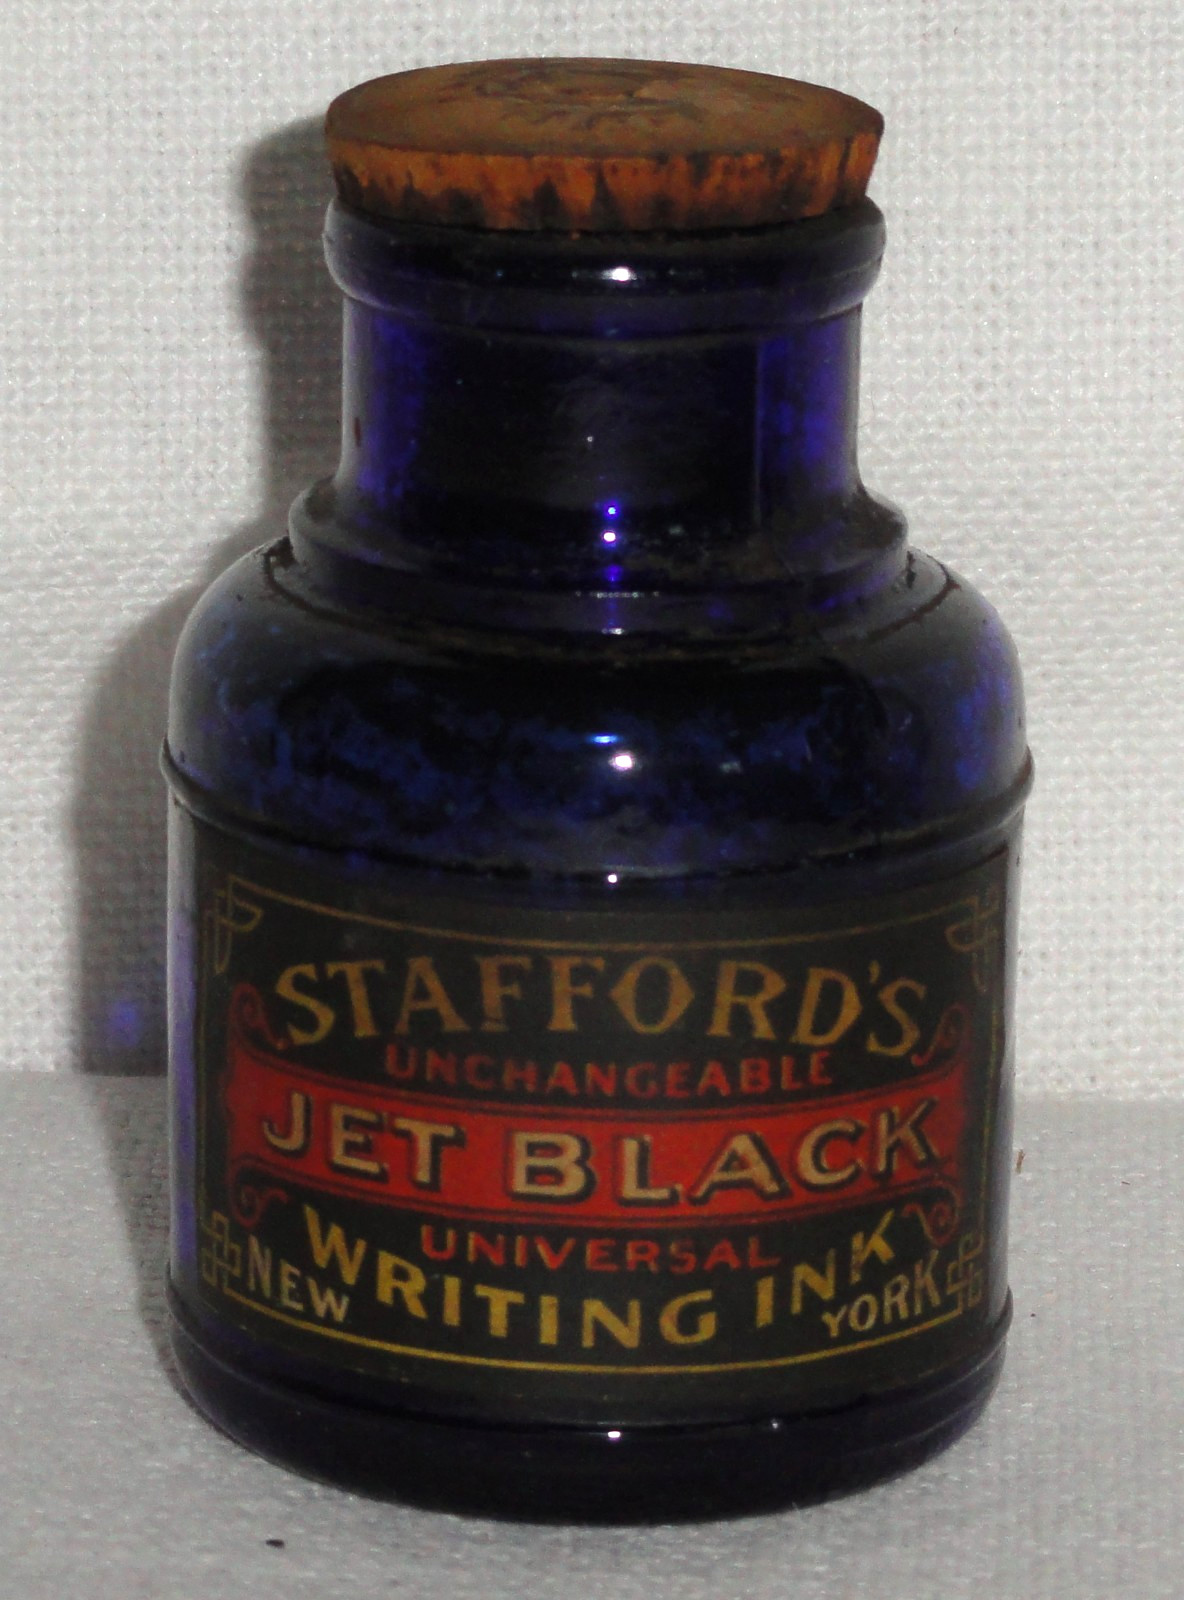 STAFFORD'S
UNCHANGEABLE
JET BLACK
UNIVERSAL
WRITING INK
NEW YORK